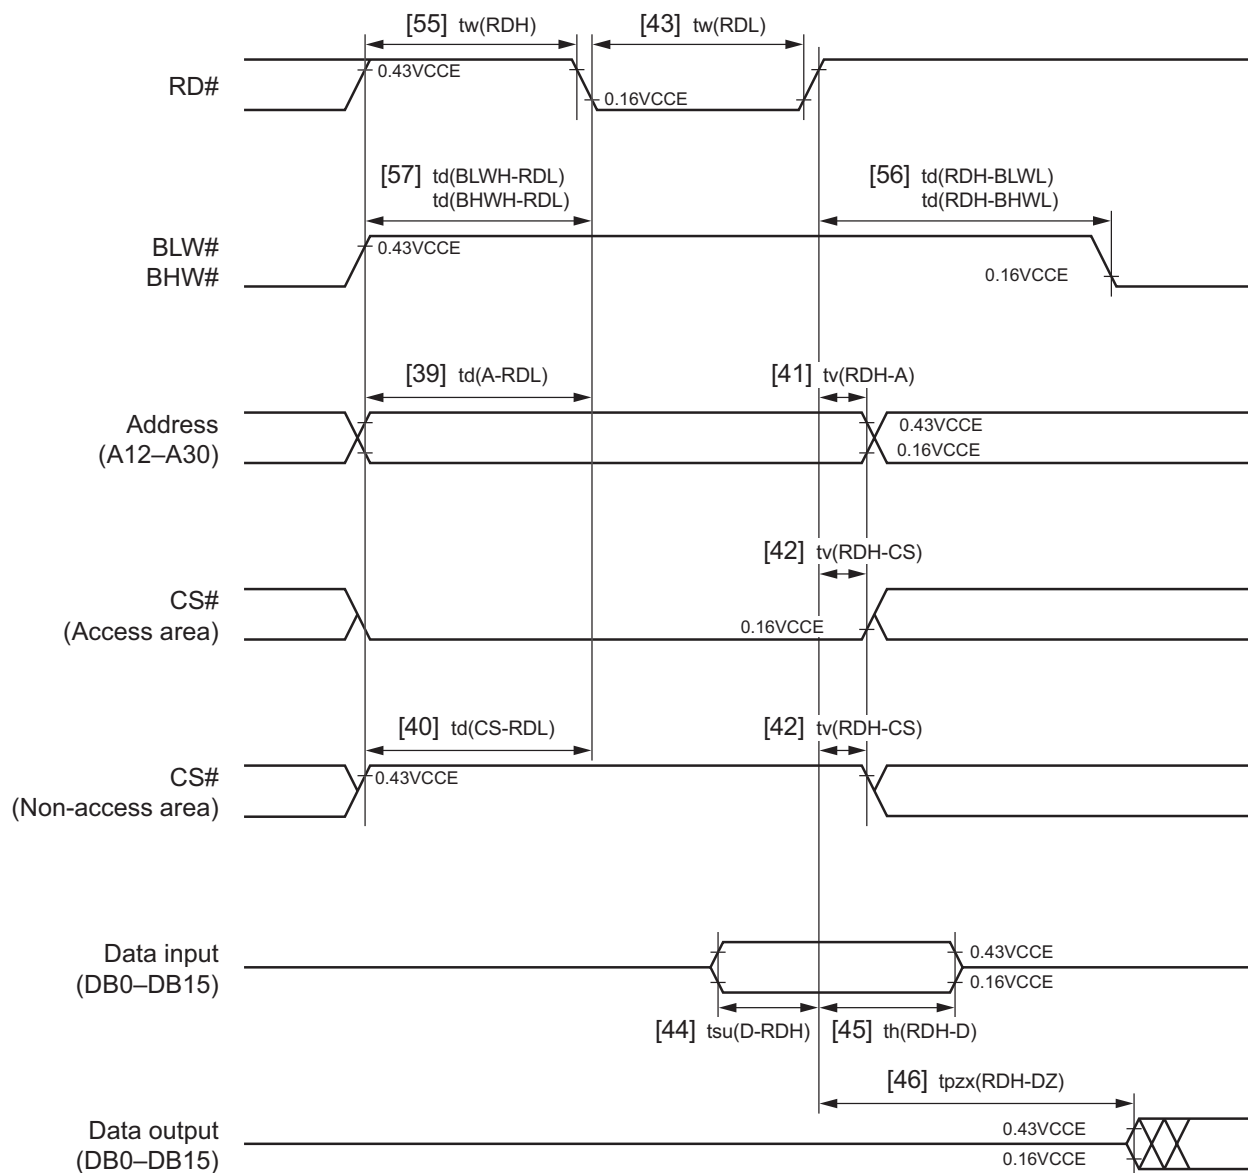 [55] tw(RDH)
[43] tw(RDL)
RD#
0.43VCCE
0.16VCCE
[57] td(BLWH-RDL)
td(BHWH-RDL)
[56] td(RDH-BLWL)
td(RDH-BHWL)
BLW#
BHW#
0.43VCCE
0.16VCCE
[39] td(A-RDL)
[41] tv(RDH-A)
Address
(A12–A30)
0.43VCCE
0.16VCCE
[42] tv(RDH-CS)
CS#
(Access area)
0.16VCCE
[40] td(CS-RDL)
[42] tv(RDH-CS)
CS#
(Non-access area)
0.43VCCE
Data input
(DB0–DB15)
0.43VCCE
0.16VCCE
[44] tsu(D-RDH)
[45] th(RDH-D)
[46] tpzx(RDH-DZ)
Data output
(DB0–DB15)
0.43VCCE
0.16VCCE